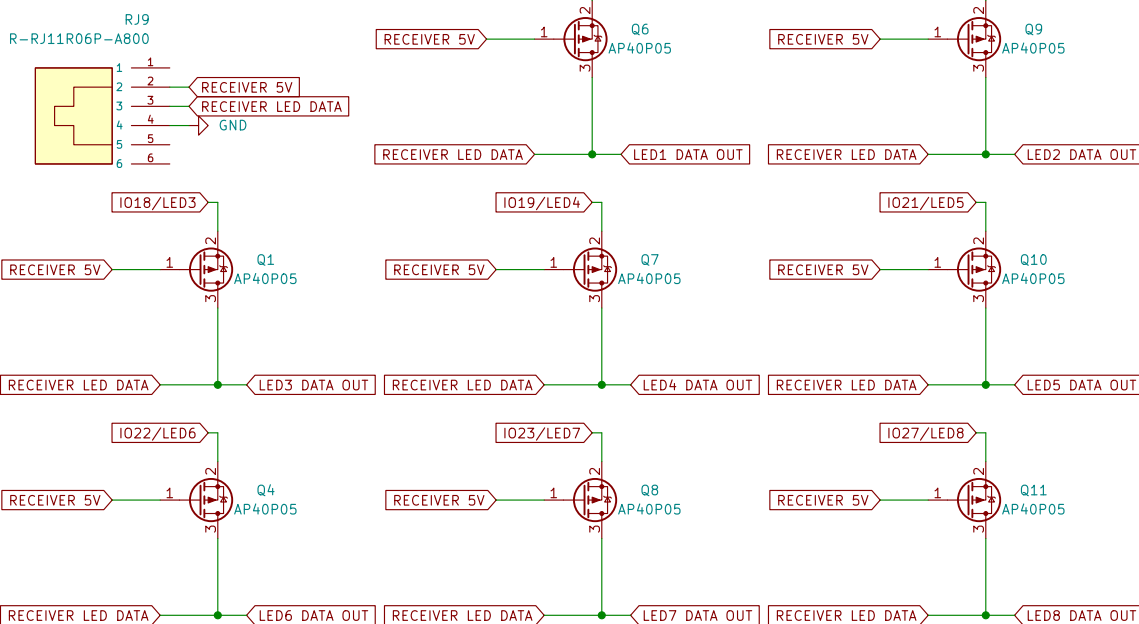 RJ9
R-RJ11R06P-A800
1 1
2 2 RECEIVER 5V
3 3 RECEIVER LED DATA
4 4 GND
5 5
6 6
2
RECEIVER 5V 1 Q6
AP40P05
3
RECEIVER LED DATA LED1 DATA OUT
2
RECEIVER 5V 1 Q9
AP40P05
3
RECEIVER LED DATA LED2 DATA OUT
IO18/LED3
2
RECEIVER 5V 1 Q1
AP40P05
3
RECEIVER LED DATA LED3 DATA OUT
IO19/LED4
2
RECEIVER 5V 1 Q7
AP40P05
3
RECEIVER LED DATA LED4 DATA OUT
IO21/LED5
2
RECEIVER 5V 1 Q10
AP40P05
3
RECEIVER LED DATA LED5 DATA OUT
IO22/LED6
2
RECEIVER 5V 1 Q4
AP40P05
3
RECEIVER LED DATA LED6 DATA OUT
IO23/LED7
2
RECEIVER 5V 1 Q8
AP40P05
3
RECEIVER LED DATA LED7 DATA OUT
IO27/LED8
2
RECEIVER 5V 1 Q11
AP40P05
3
RECEIVER LED DATA LED8 DATA OUT